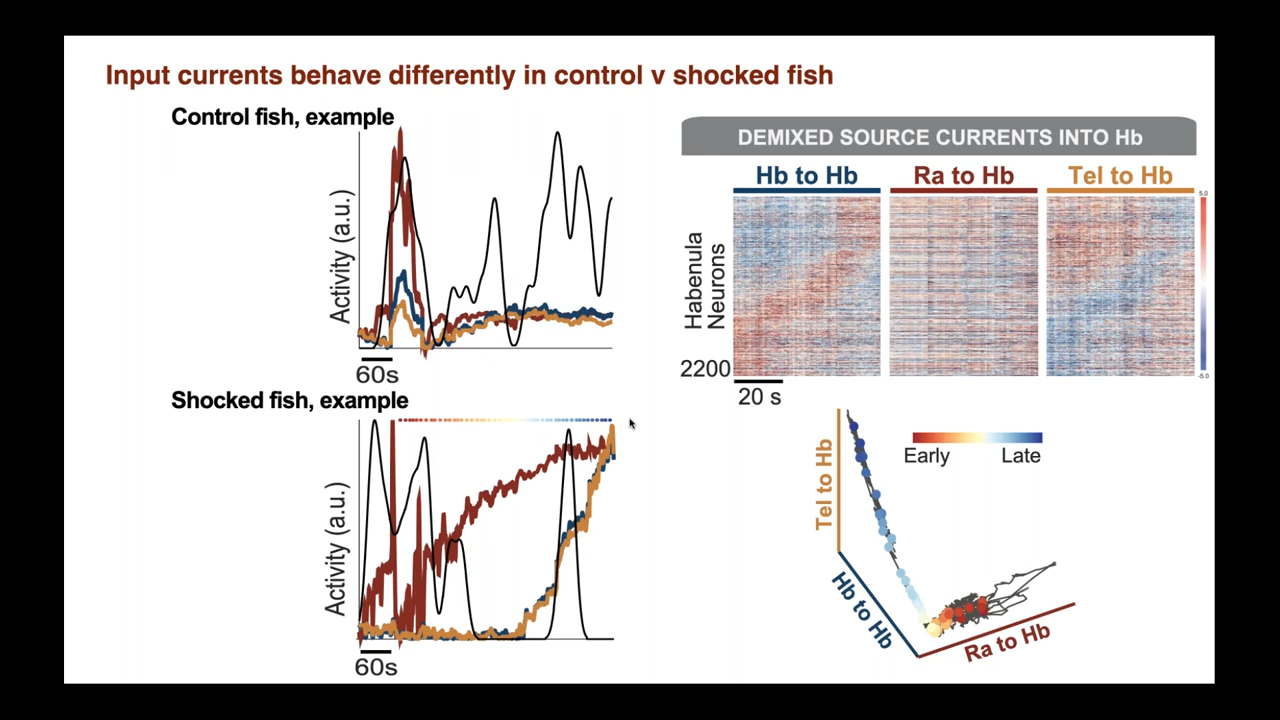 Input currents behave differently in control v shocked fish
Control fish, example
Activity (a.u.)
60s
Shocked fish, example
Activity (a.u.)
60s
DEMIXED SOURCE CURRENTS INTO Hb
Hb to Hb
Ra to Hb
Tel to Hb
5.0
-5.0
Habenula
Neurons
2200
20 s
Early
Late
Tel to Hb
Hb to Hb
Ra to Hb